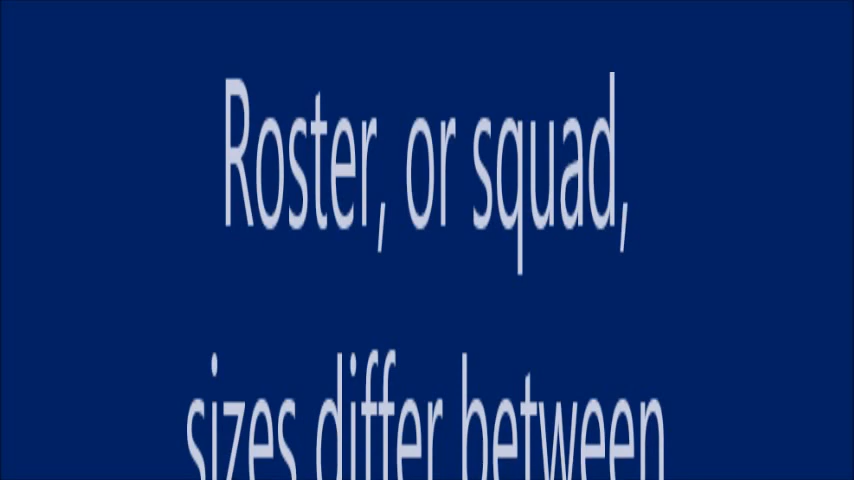 Roster, or squad,
sizes differ between